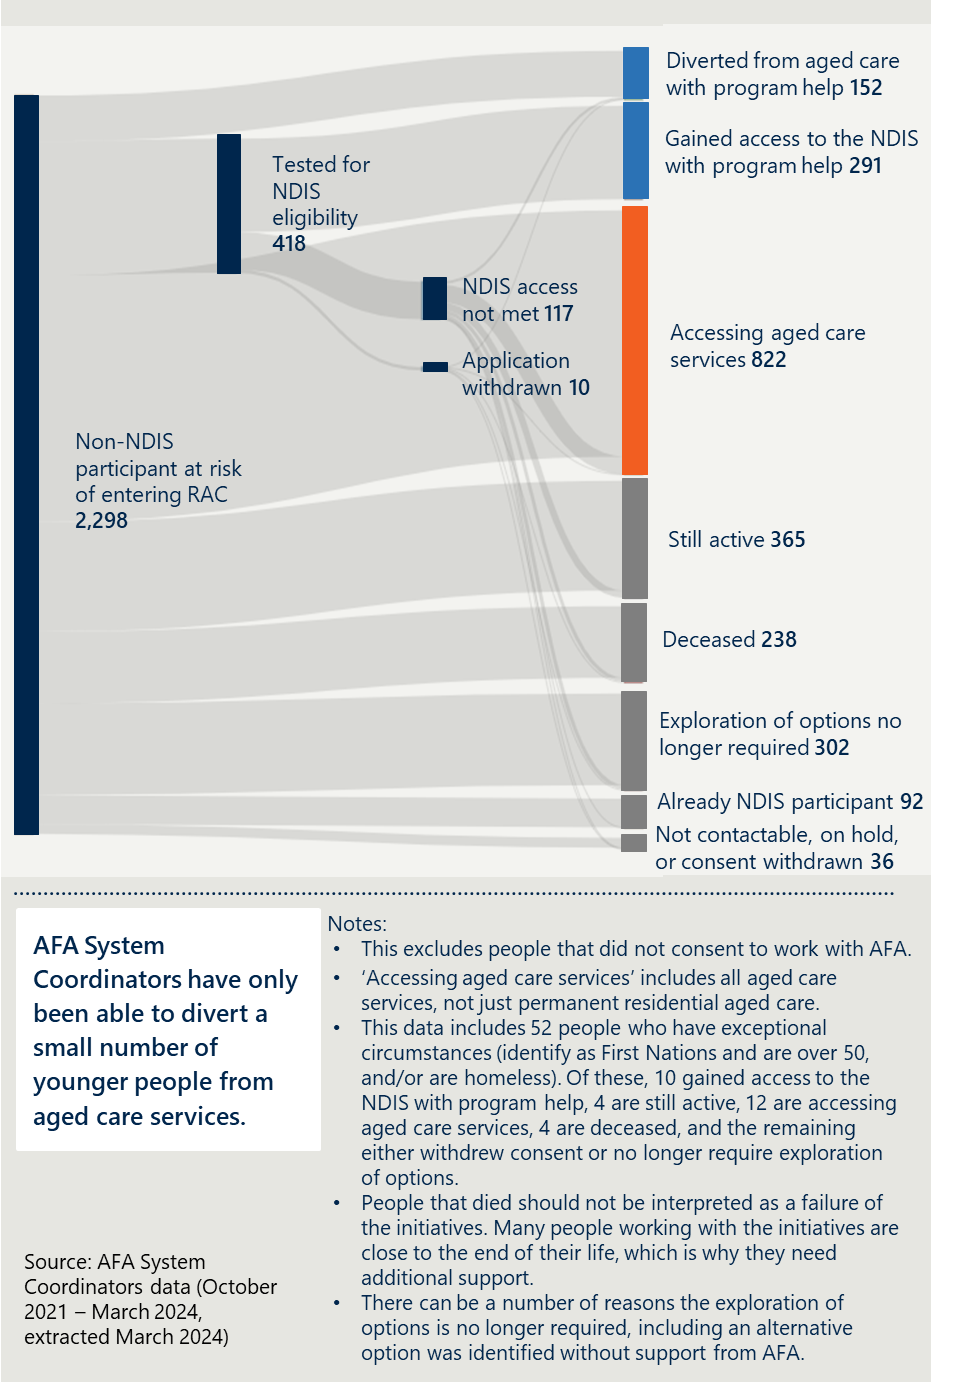 Diverted from aged care
with program help 152
Gained access to the NDIS
with program help 291
Tested for
NDIS
eligibility
418
NDIS access
not met 117
Application
withdrawn 10
Accessing aged care
services 822
Non-NDIS
participant at risk
of entering RAC
2,298
Still active 365
Deceased 238
Exploration of options no
longer required 302
Already NDIS participant 92
Not contactable, on hold,
or consent withdrawn 36
AFA System
Coordinators have only
been able to divert a
small number of
younger people from
aged care services.
Source: AFA System
Coordinators data (October
2021 – March 2024,
extracted March 2024)
Notes:
• This excludes people that did not consent to work with AFA.
• ‘Accessing aged care services’ includes all aged care
services, not just permanent residential aged care.
• This data includes 52 people who have exceptional
circumstances (identify as First Nations and are over 50,
and/or are homeless). Of these, 10 gained access to the
NDIS with program help, 4 are still active, 12 are accessing
aged care services, 4 are deceased, and the remaining
either withdrew consent or no longer require exploration
of options.
• People that died should not be interpreted as a failure of
the initiatives. Many people working with the initiatives are
close to the end of their life, which is why they need
additional support.
• There can be a number of reasons the exploration of
options is no longer required, including an alternative
option was identified without support from AFA.